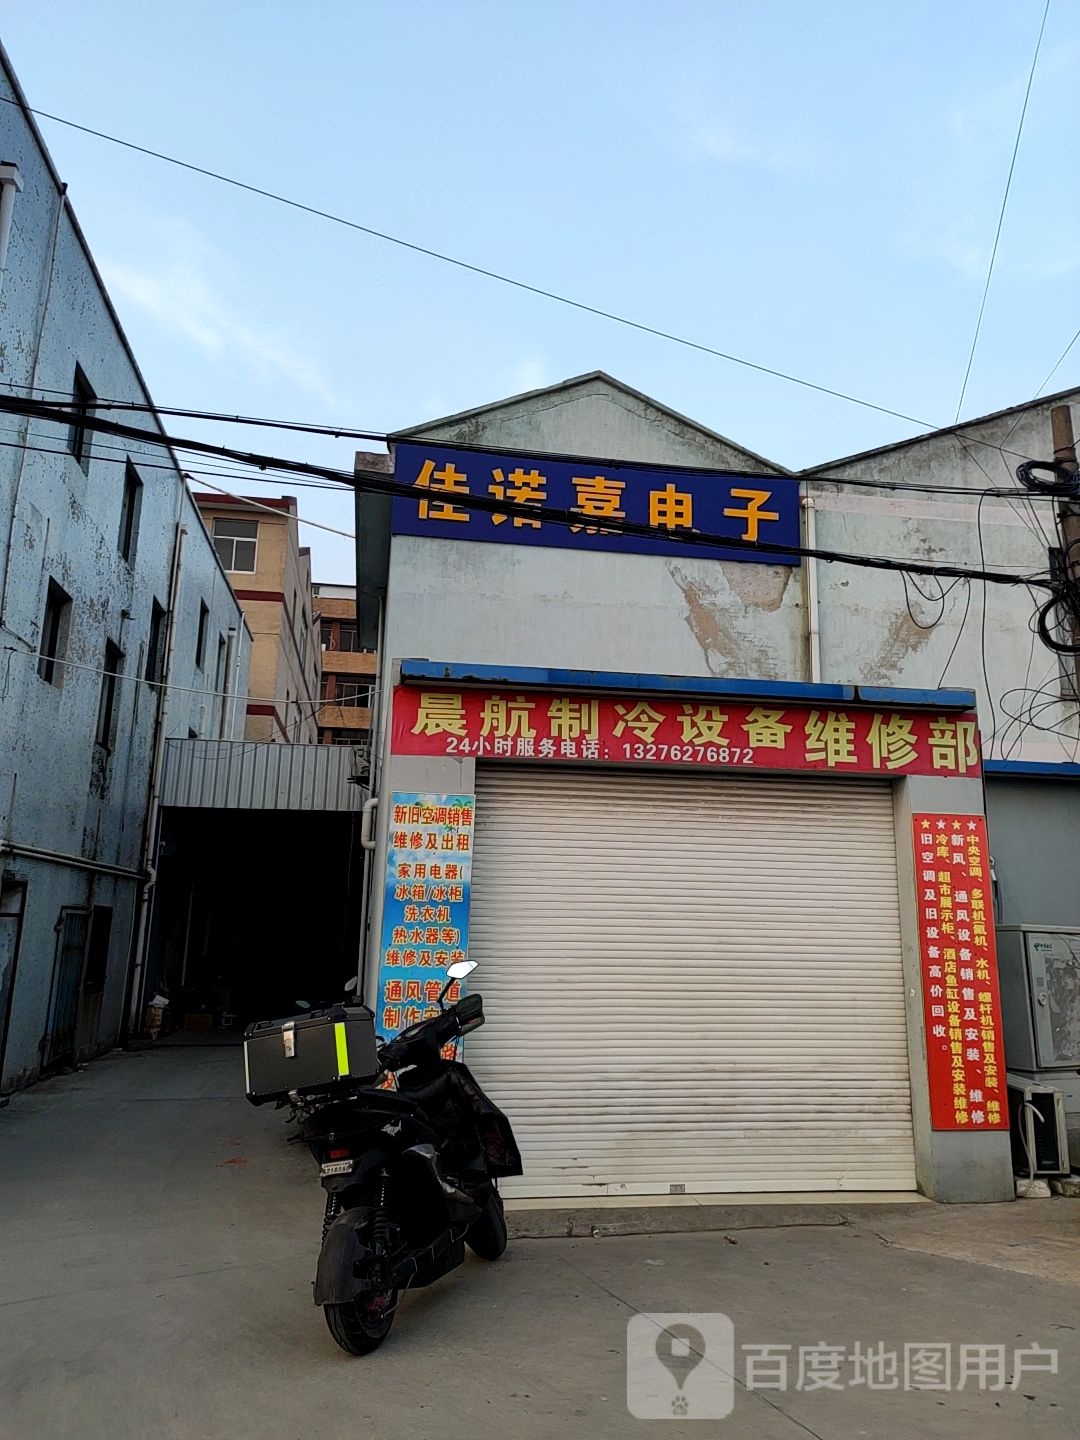 佳诺嘉电子
晨航制冷设备维修部
24小时服务电话：13276276872
新旧空调销售
维修及出租
家用电器(
冰箱/冰柜
洗衣机
热水器等)
维修及安装
通风管道
制作安
★中央空调、多联机(氟机、水机、螺杆机销售及安装、维修
★新风、通风设备销售及安装、维修
★冷库、超市展示柜、酒店鱼缸设备销售及安装维修
★旧空调及旧设备高价回收。
百度地图用户